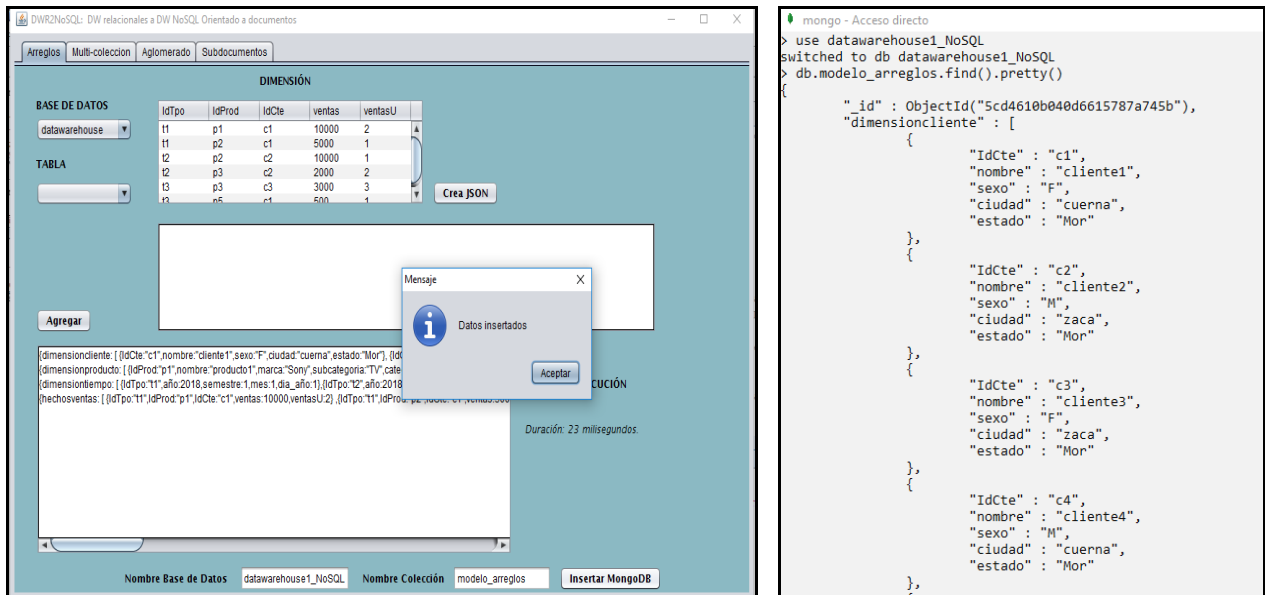 DWR2NoSQL: DW relacionales a DW NoSQL Orientado a documentos
Arreglos Multi-coleccion Aglomerado Subdocumentos
DIMENSIÓN
BASE DE DATOS
datawarehouse
TABLA
IdTpo IdProd IdCte ventas ventasU
t1 p1 c1 10000 2
t1 p2 c1 5000 1
t2 p2 c2 10000 1
t2 p3 c2 2000 2
t3 p3 c3 3000 3
t3 p5 c1 500 1
Crea JSON
Agregar
Mensaje
Datos insertados
Aceptar
{dimensioncliente: [ {IdCte:"c1",nombre:"cliente1",sexo:"F",ciudad:"cuerna",estado:"Mor"},
{dimensionproducto: [ {IdProd:"p1",nombre:"producto1",marca:"Sony",subcategoria:"TV",
{dimensiontiempo: [ {IdTpo:"t1",año:2018,semestre:1,mes:1,dia_año:1},{IdTpo:"t2",año:2018
{hechosventas: [ {IdTpo:"t1",IdProd:"p1",IdCte:"c1",ventas:10000,ventasU:2} ,{IdTpo:"t1",
Duración: 23 milisegundos.
Nombre Base de Datos datawarehouse1_NoSQL Nombre Colección modelo_arreglos Insertar MongoDB
mongo - Acceso directo
> use datawarehouse1_NoSQL
switched to db datawarehouse1_NoSQL
> db.modelo_arreglos.find().pretty()
{
"_id" : ObjectId("5cd4610b040d6615787a745b"),
"dimensioncliente" : [
{
"IdCte" : "c1",
"nombre" : "cliente1",
"sexo" : "F",
"ciudad" : "cuerna",
"estado" : "Mor"
},
{
"IdCte" : "c2",
"nombre" : "cliente2",
"sexo" : "M",
"ciudad" : "zaca",
"estado" : "Mor"
},
{
"IdCte" : "c3",
"nombre" : "cliente3",
"sexo" : "F",
"ciudad" : "zaca",
"estado" : "Mor"
},
{
"IdCte" : "c4",
"nombre" : "cliente4",
"sexo" : "M",
"ciudad" : "cuerna",
"estado" : "Mor"
},